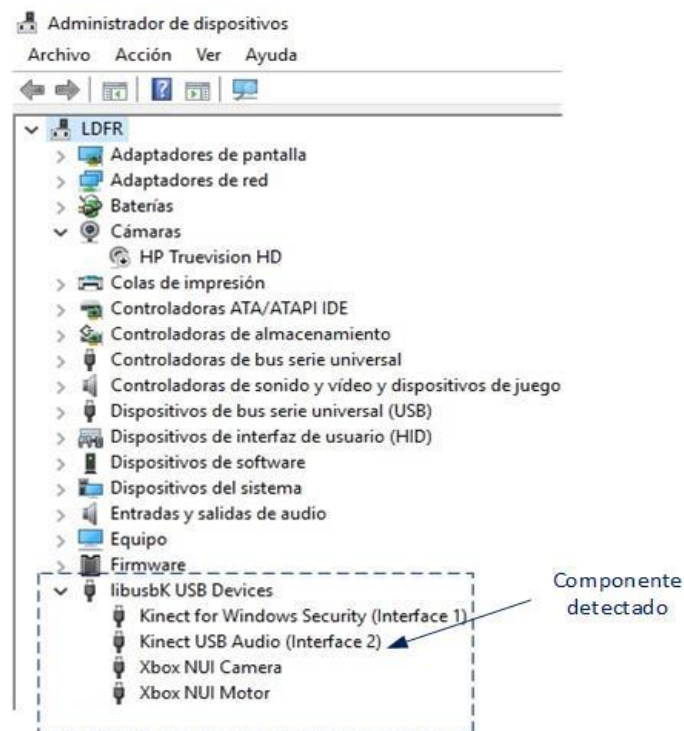 Administrador de dispositivos
Archivo Acción Ver Ayuda
LDFR
Adaptadores de pantalla
Adaptadores de red
Baterías
Cámaras
HP Truevision HD
Colas de impresión
Controladoras ATA/ATAPI IDE
Controladoras de almacenamiento
Controladoras de bus serie universal
Controladoras de sonido y vídeo y dispositivos de juego
Dispositivos de bus serie universal (USB)
Dispositivos de interfaz de usuario (HID)
Dispositivos de software
Dispositivos del sistema
Entradas y salidas de audio
Equipo
Firmware
libusbK USB Devices
Kinect for Windows Security (Interface 1)
Kinect USB Audio (Interface 2)
Xbox NUI Camera
Xbox NUI Motor
Componente
detectado